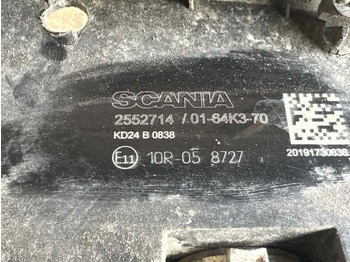 SCANIA
2552714 / 01-64K3-70
KD24 B 0838
E11 10R-05 8727
20191730838